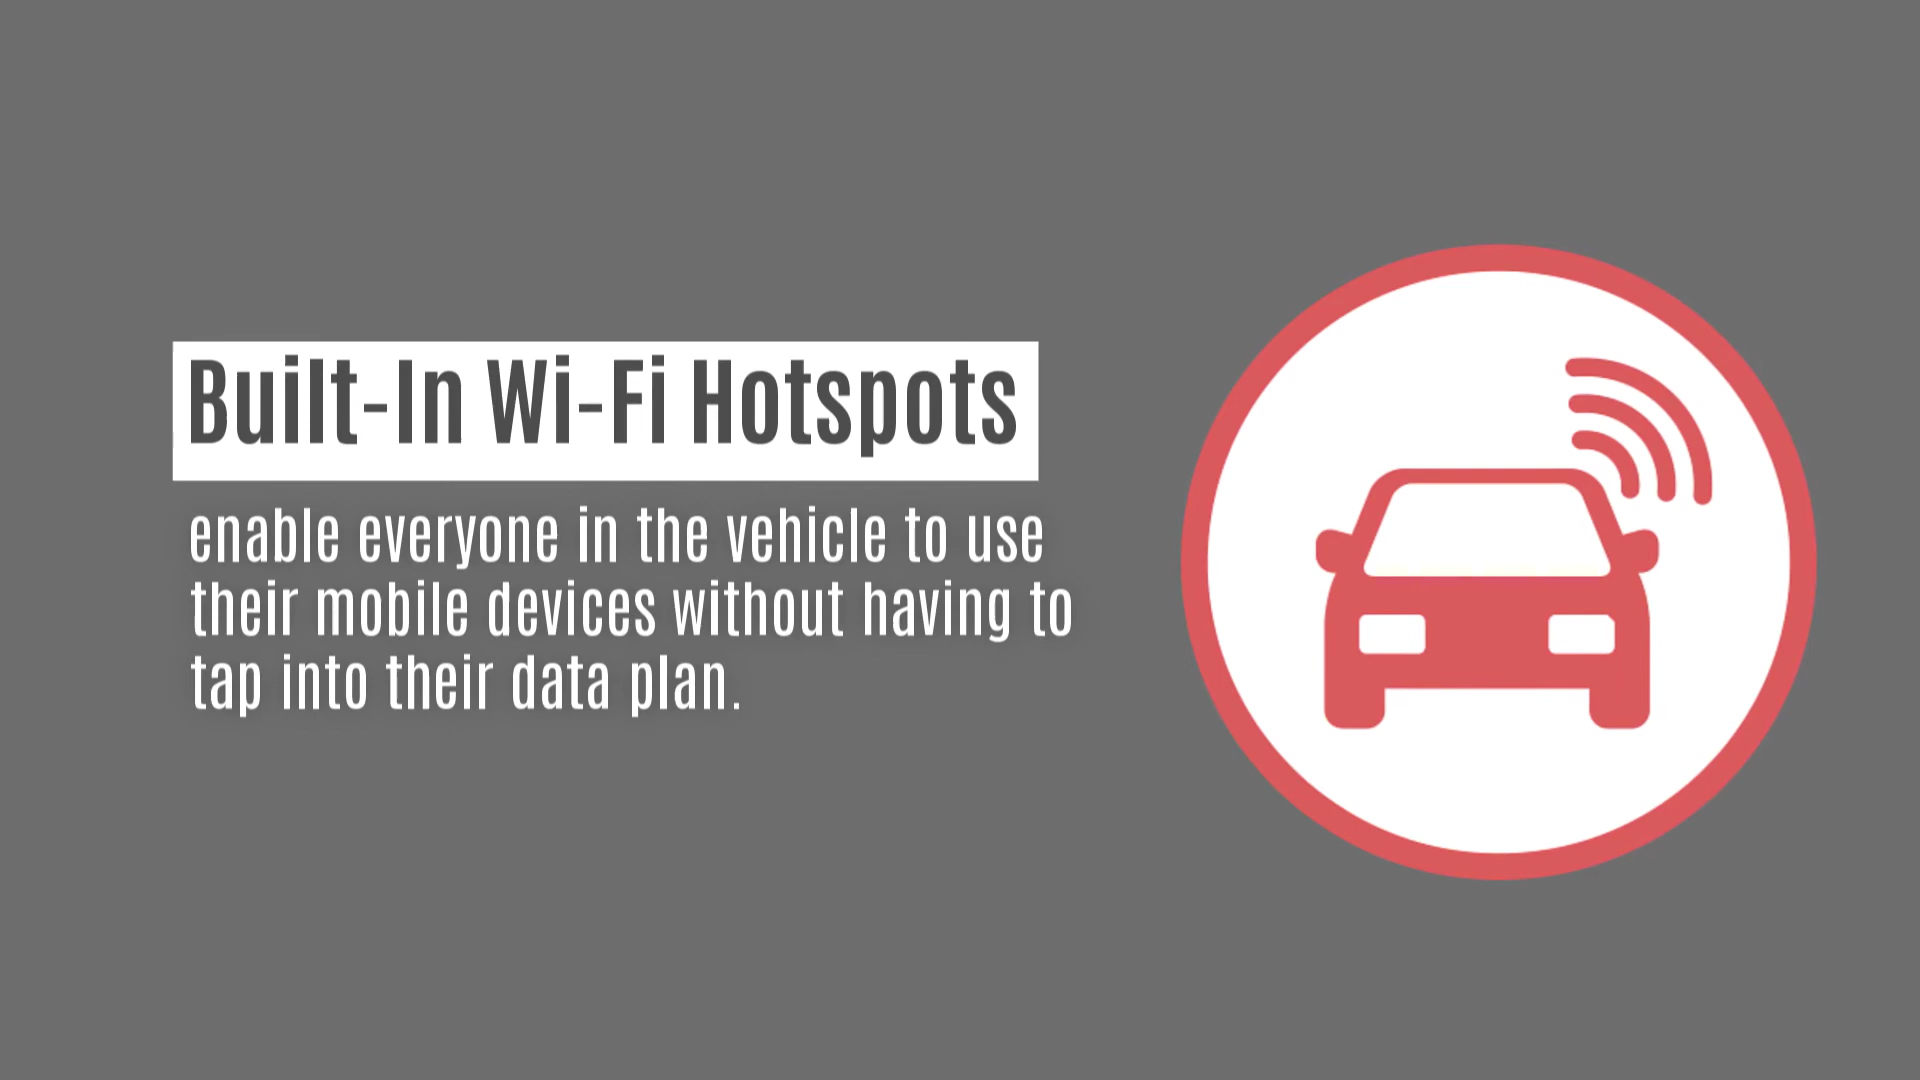 Built-In Wi-Fi Hotspots
enable everyone in the vehicle to use
their mobile devices without having to
tap into their data plan.